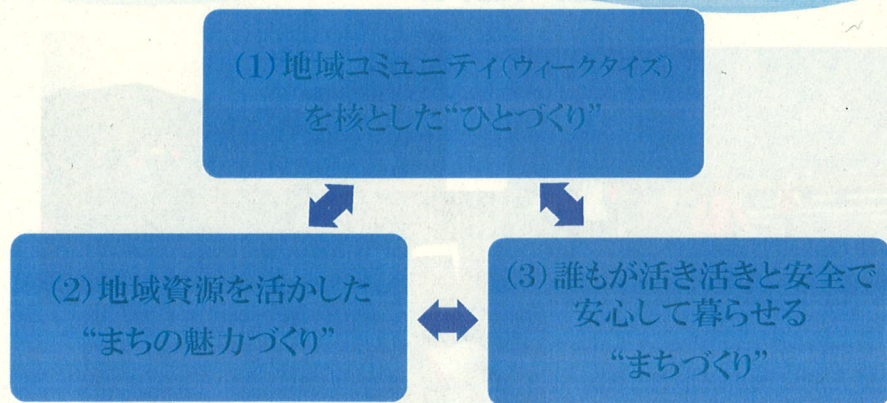 (1)地域コミュニティ(ウィークタイズ)
を核とした“ひとづくり”
(2)地域資源を活かした
“まちの魅力づくり”
(3)誰もが活き活きと安全で
安心して暮らせる
“まちづくり”